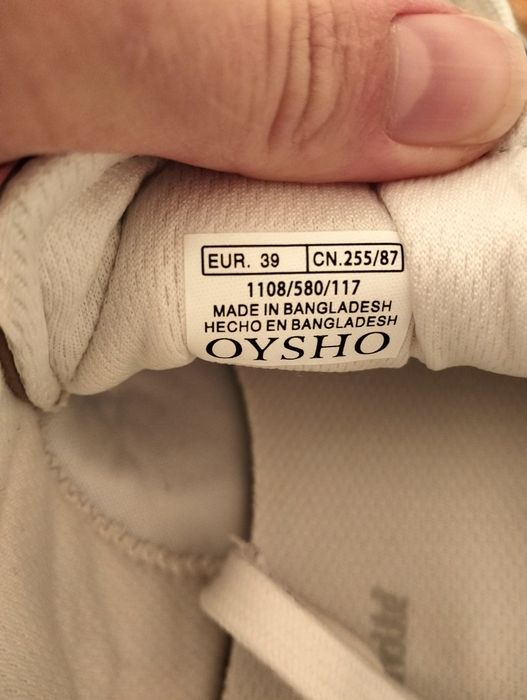 EUR. 39 CN.255/87
1108/580/117
MADE IN BANGLADESH
HECHO EN BANGLADESH
OYSHO